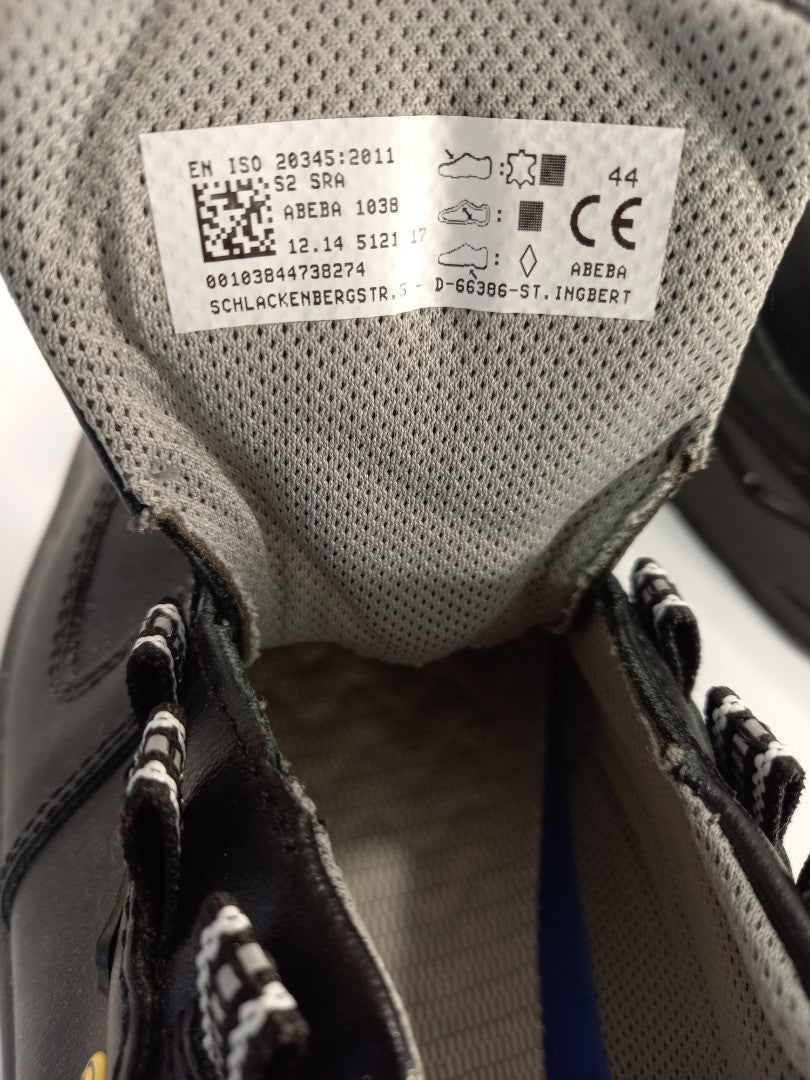 EN ISO 20345:2011
S2 SRA
ABEBA 1038
12.14 5121 17
00103844738274
SCHLACKENBERGSTR.5 - D-66386-ST.INGBERT
44
CE
ABEBA